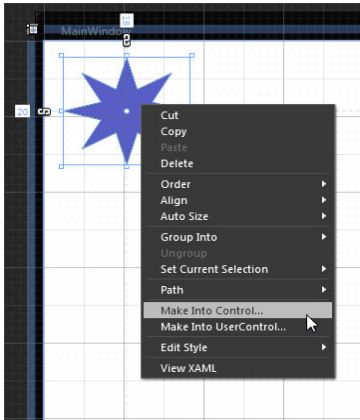 MainWindow
20
Cut
Copy
Paste
Delete
Order
Align
Auto Size
Group Into
Ungroup
Set Current Selection
Path
Make Into Control...
Make Into UserControl...
Edit Style
View XAML